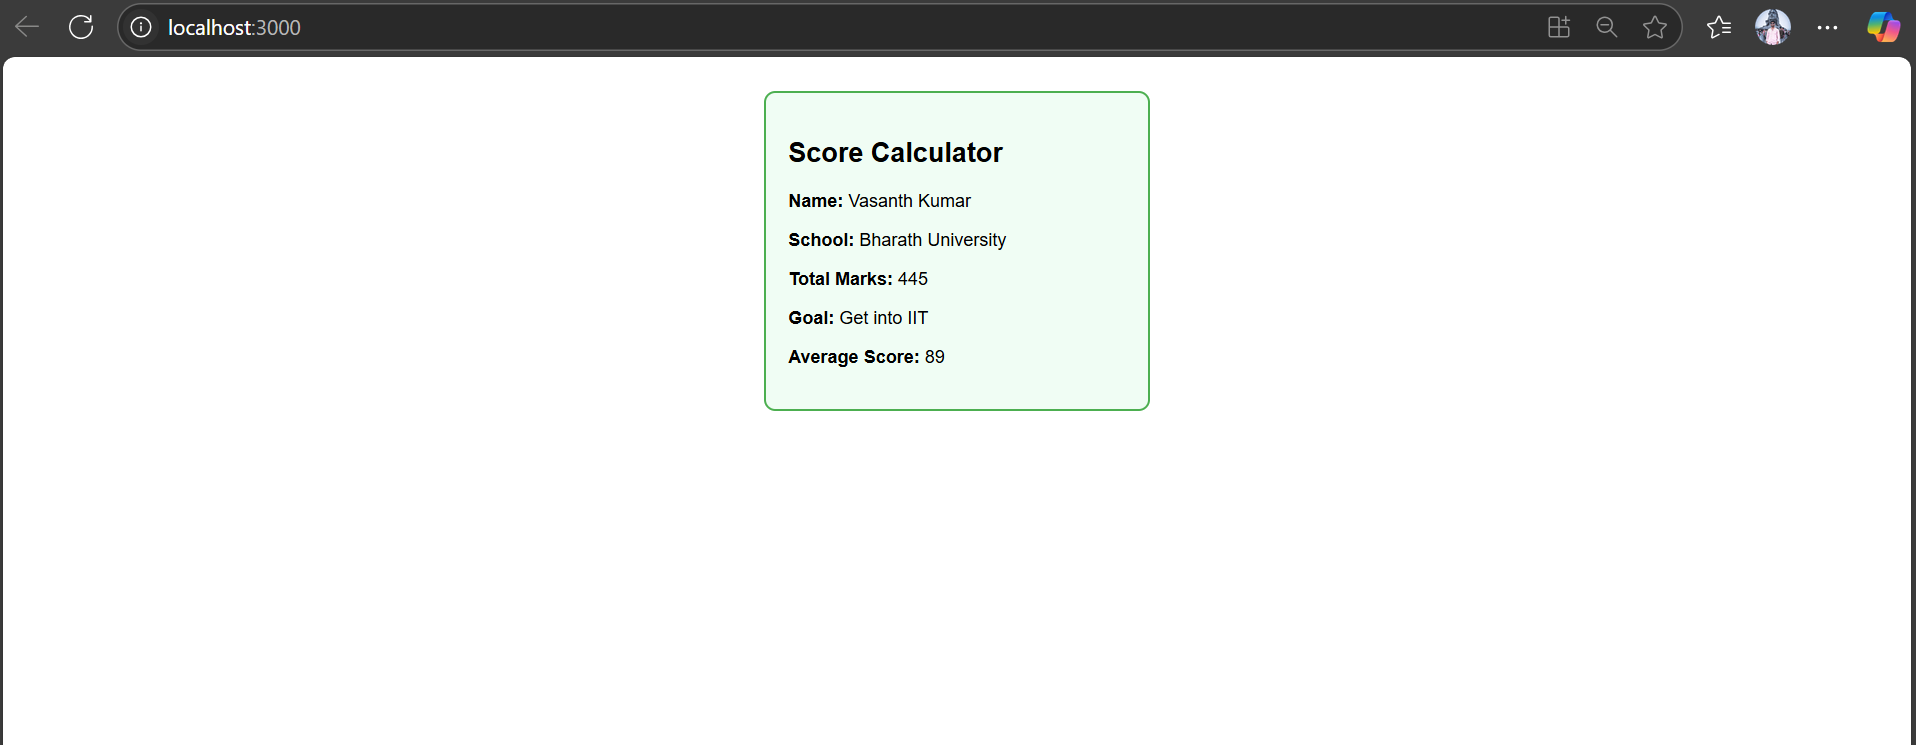 localhost:3000
Score Calculator
Name: Vasanth Kumar
School: Bharath University
Total Marks: 445
Goal: Get into IIT
Average Score: 89